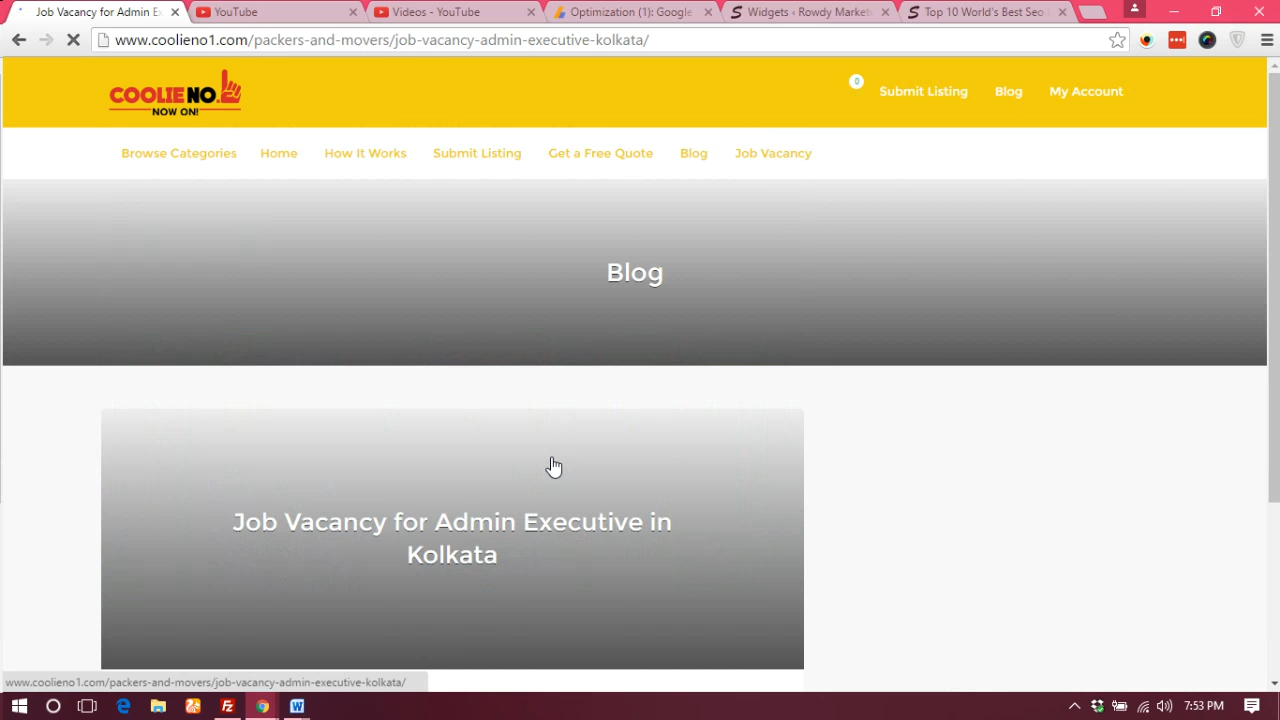 Job Vacancy for Admin E
YouTube
Videos - YouTube
Optimization (1): Google
Widgets ‹ Rowdy Market
Top 10 World's Best Seo
www.coolieno1.com/packers-and-movers/job-vacancy-admin-executive-kolkata/
COOLIE NO.
NOW ON!
0
Submit Listing
Blog
My Account
Browse Categories
Home
How It Works
Submit Listing
Get a Free Quote
Blog
Job Vacancy
Blog
Job Vacancy for Admin Executive in
Kolkata
www.coolieno1.com/packers-and-movers/job-vacancy-admin-executive-kolkata/
7:53 PM